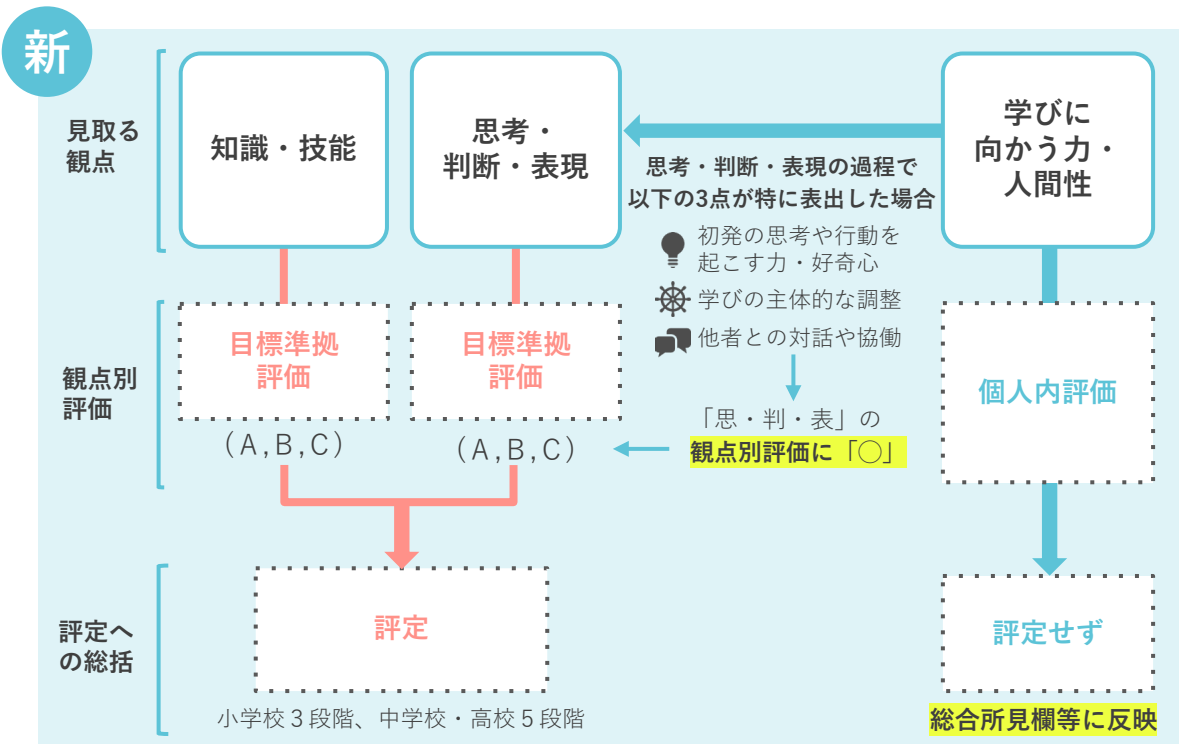 新
見取る
観点
知識・技能
思考・
判断・表現
学びに
向かう力・
人間性
思考・判断・表現の過程で
以下の3点が特に表出した場合
初発の思考や行動を
起こす力・好奇心
学びの主体的な調整
他者との対話や協働
観点別
評価
目標準拠
評価
(A,B,C)
目標準拠
評価
(A,B,C)
「思・判・表」の
観点別評価に「◯」
個人内評価
評定へ
の総括
評定
小学校3段階、中学校・高校5段階
評定せず
総合所見欄等に反映